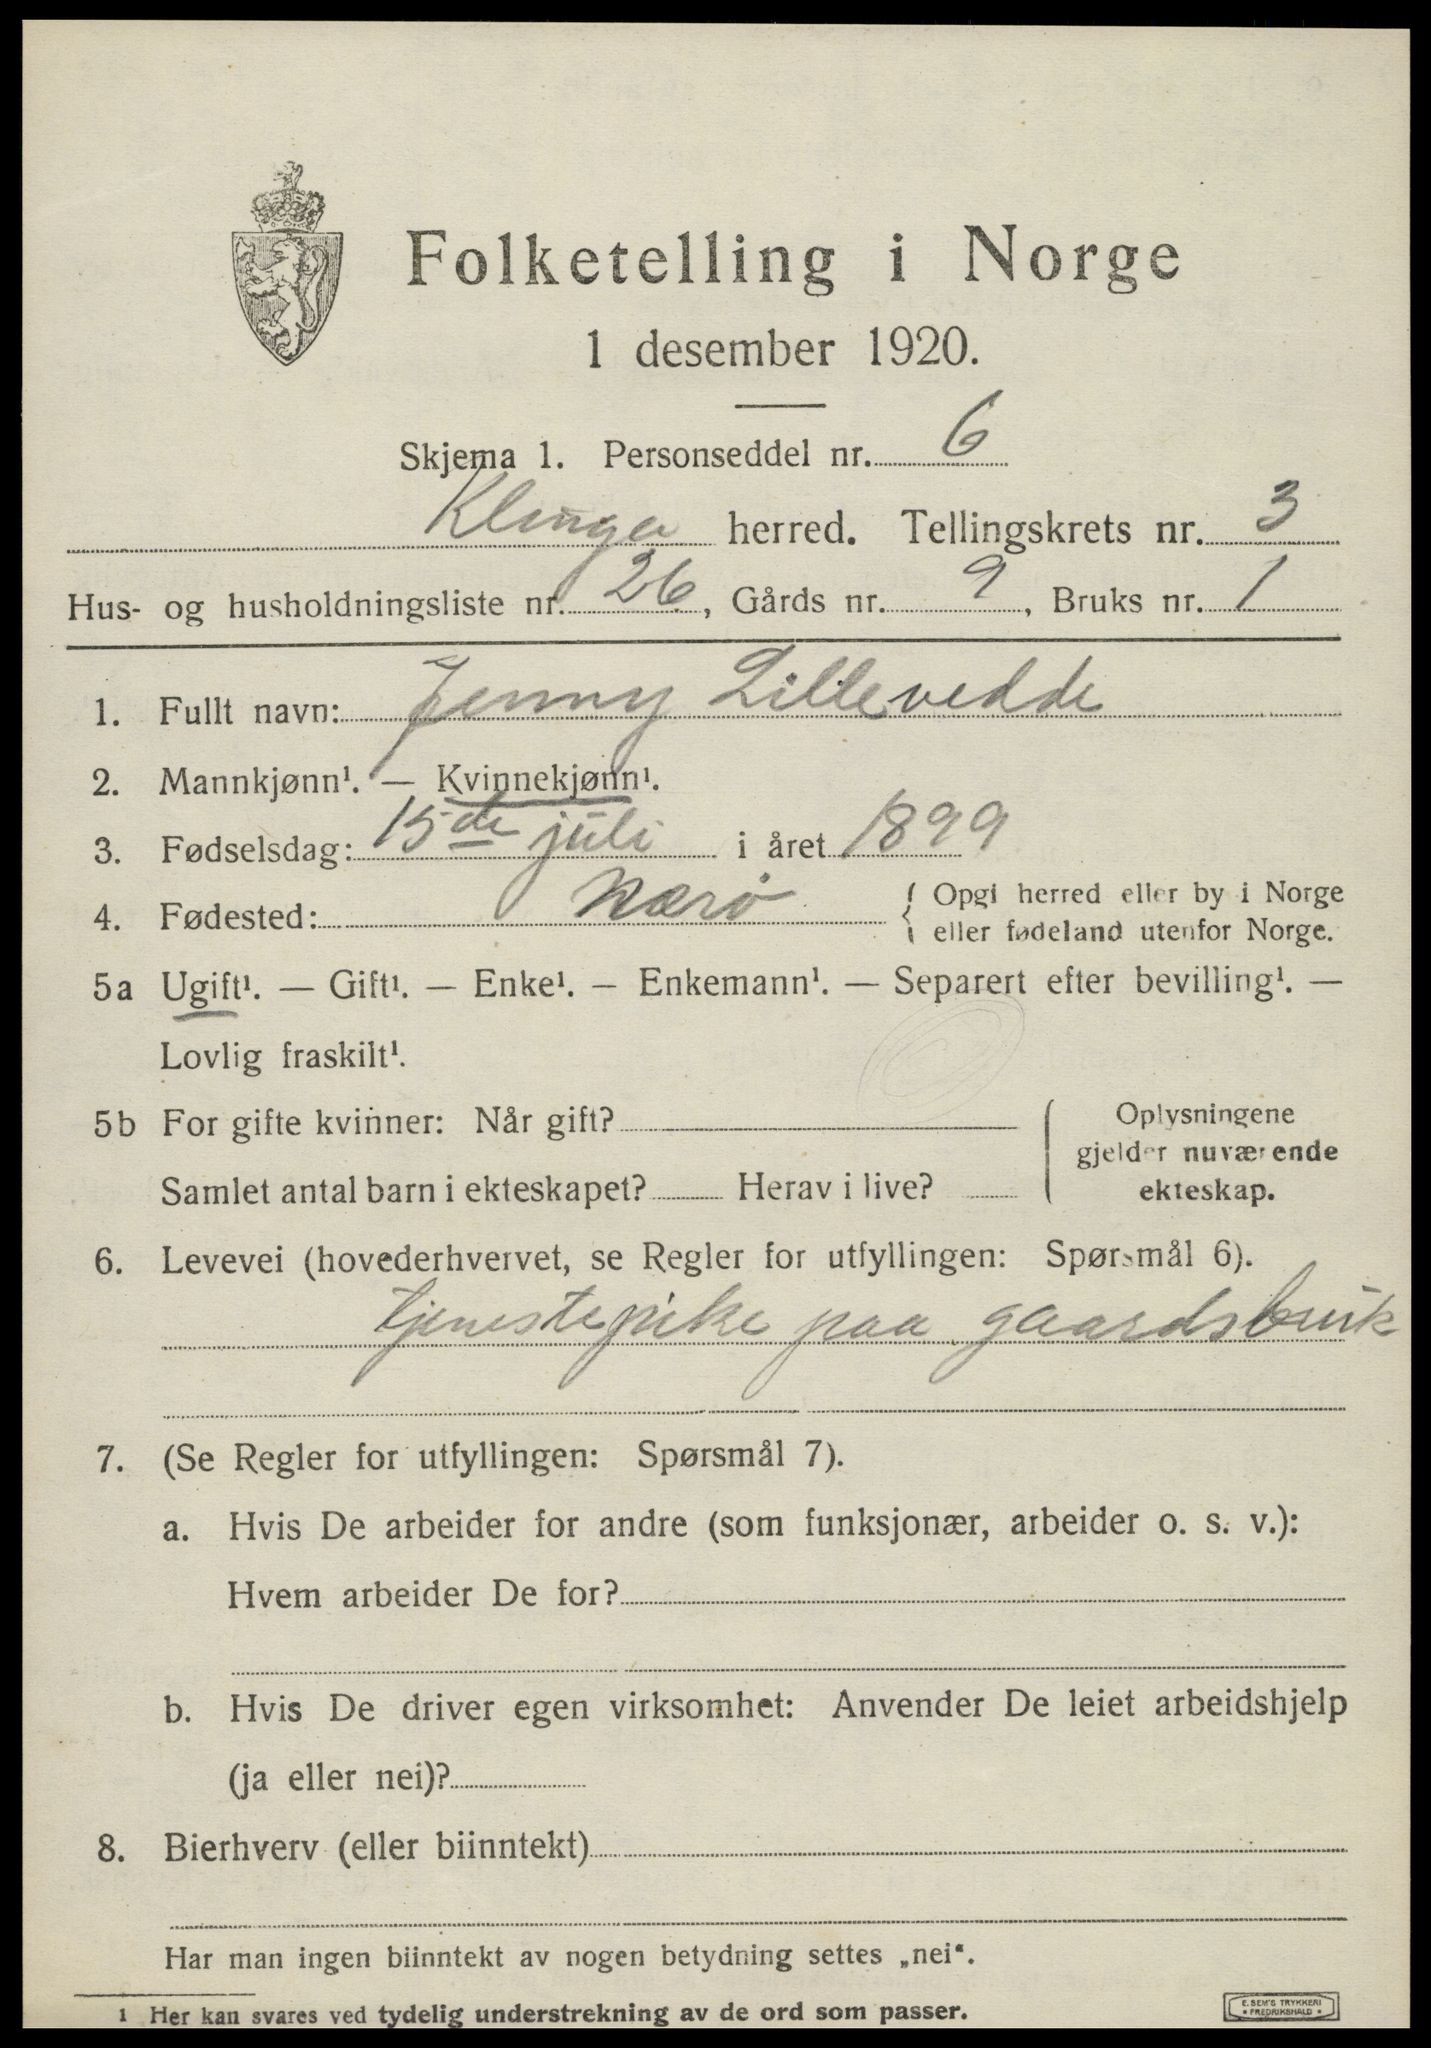 Folketelling i Norge
1 desember 1920.
Skjema 1. Personseddel nr. 6
Klinga herred. Tellingskrets nr. 3
Hus- og husholdningsliste nr. 26, Gårds nr. 9, Bruks nr. 1
1. Fullt navn: Jenny Lillevedde
2. Mannkjønn¹. — Kvinnekjønn¹.
3. Fødselsdag: 15de juli i året 1899
4. Fødested: Nærö { Opgi herred eller by i Norge
eller fødeland utenfor Norge.
5a Ugift¹. — Gift¹. — Enke¹. — Enkemann¹. — Separert efter bevilling¹. —
Lovlig fraskilt¹.
5b For gifte kvinner: Når gift?
Samlet antal barn i ekteskapet? Herav i live?
Oplysningene
gjelder nuværende
ekteskap.
6. Levevei (hovederhvervet, se Regler for utfyllingen: Spørsmål 6).
tjenestepike paa gaardsbruk
7. (Se Regler for utfyllingen: Spørsmål 7).
a. Hvis De arbeider for andre (som funksjonær, arbeider o. s. v.):
Hvem arbeider De for?
b. Hvis De driver egen virksomhet: Anvender De leiet arbeidshjelp
(ja eller nei)?
8. Bierhverv (eller biinntekt)
Har man ingen biinntekt av nogen betydning settes „nei“.
1 Her kan svares ved tydelig understrekning av de ord som passer.
E. SEM'S TRYKKERI
• FREDRIKSHALD •